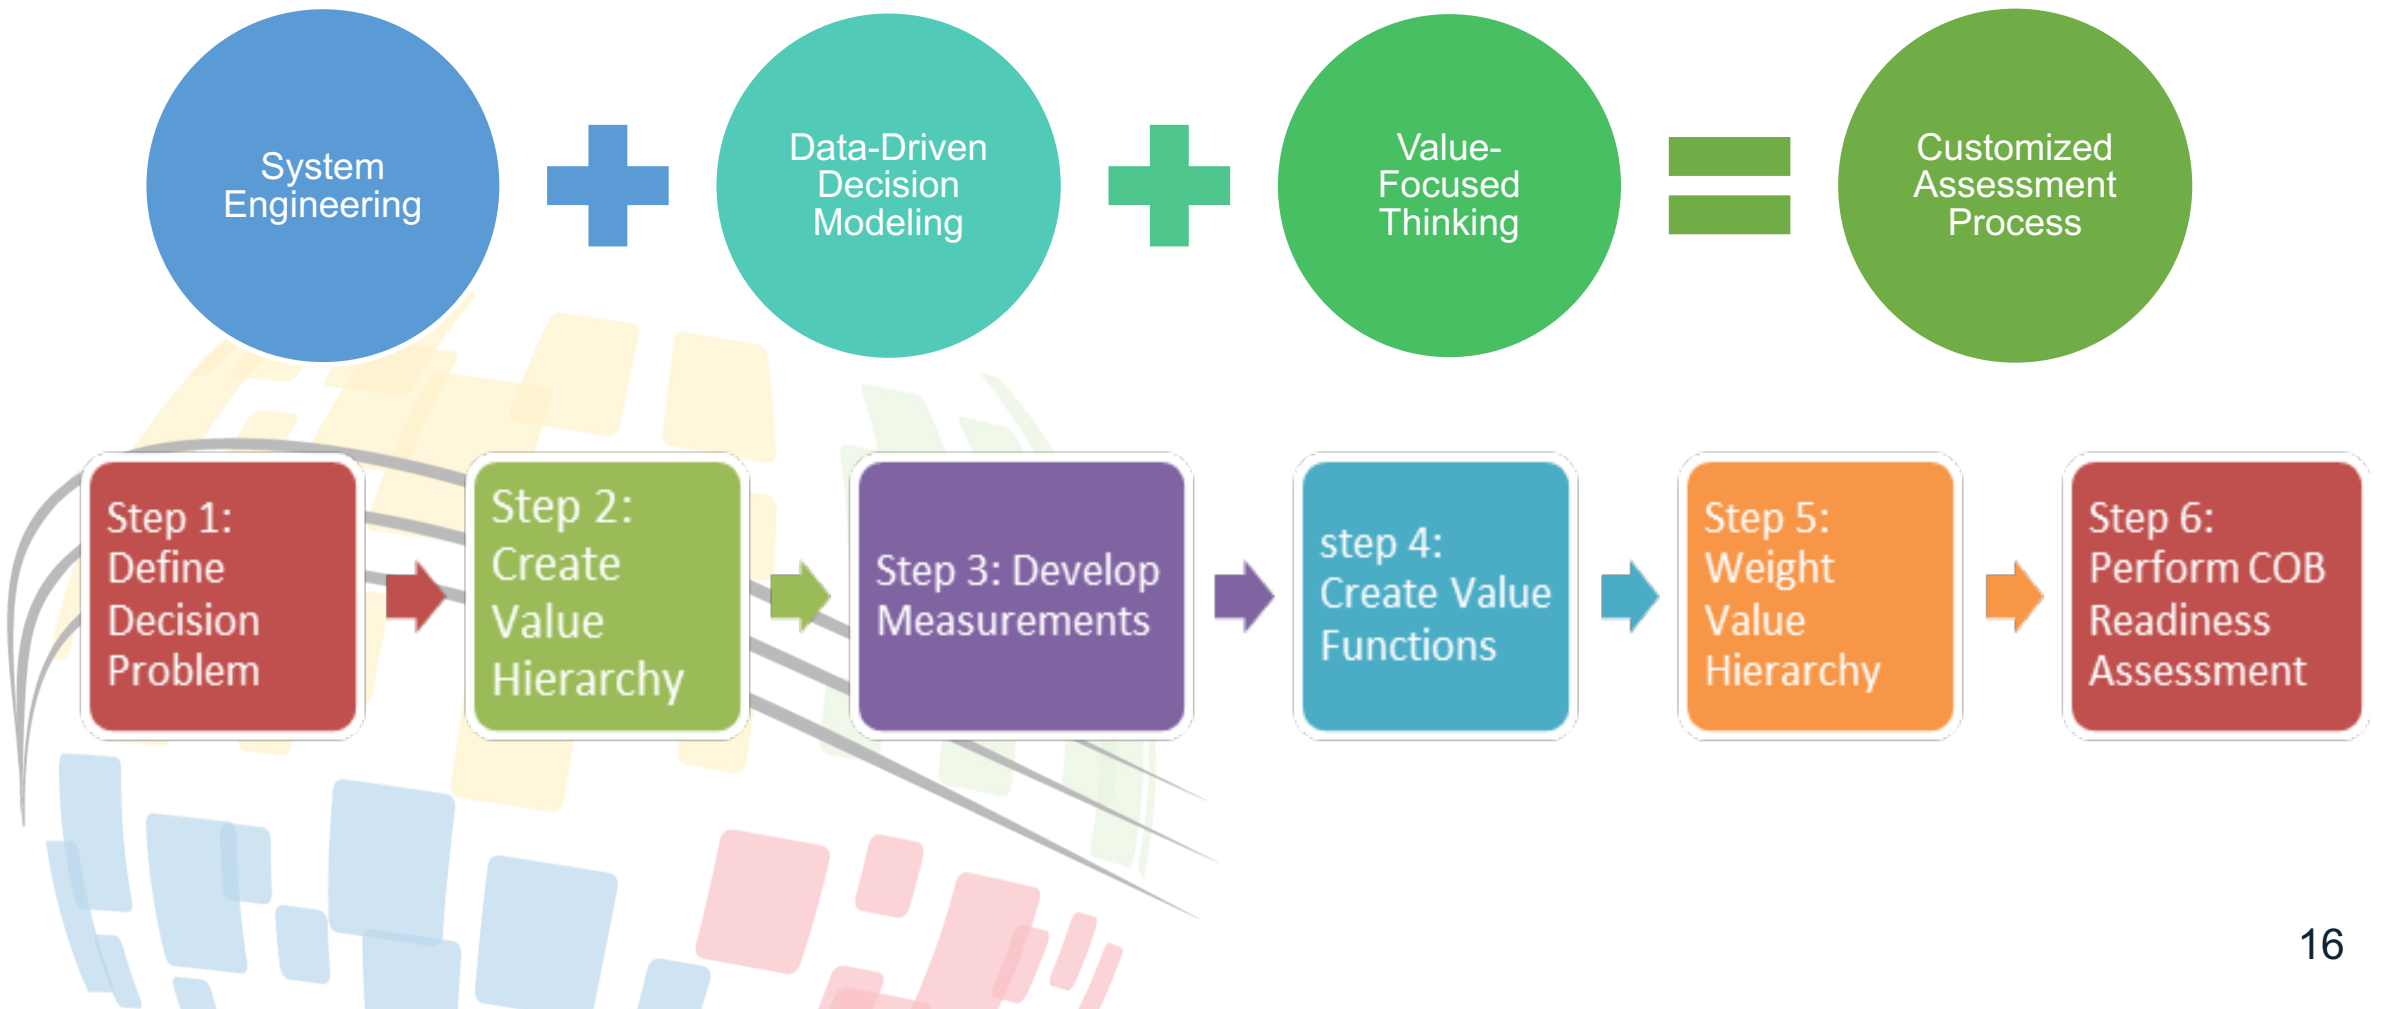 System
Engineering
Data-Driven
Decision
Modeling
Value-
Focused
Thinking
Customized
Assessment
Process
Step 1:
Define
Decision
Problem
Step 2:
Create
Value
Hierarchy
Step 3: Develop
Measurements
step 4:
Create Value
Functions
Step 5:
Weight
Value
Hierarchy
Step 6:
Perform COB
Readiness
Assessment
16